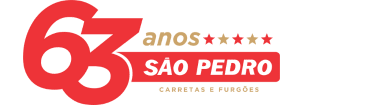 63 anos
SÃO PEDRO
CARRETAS E FURGÕES